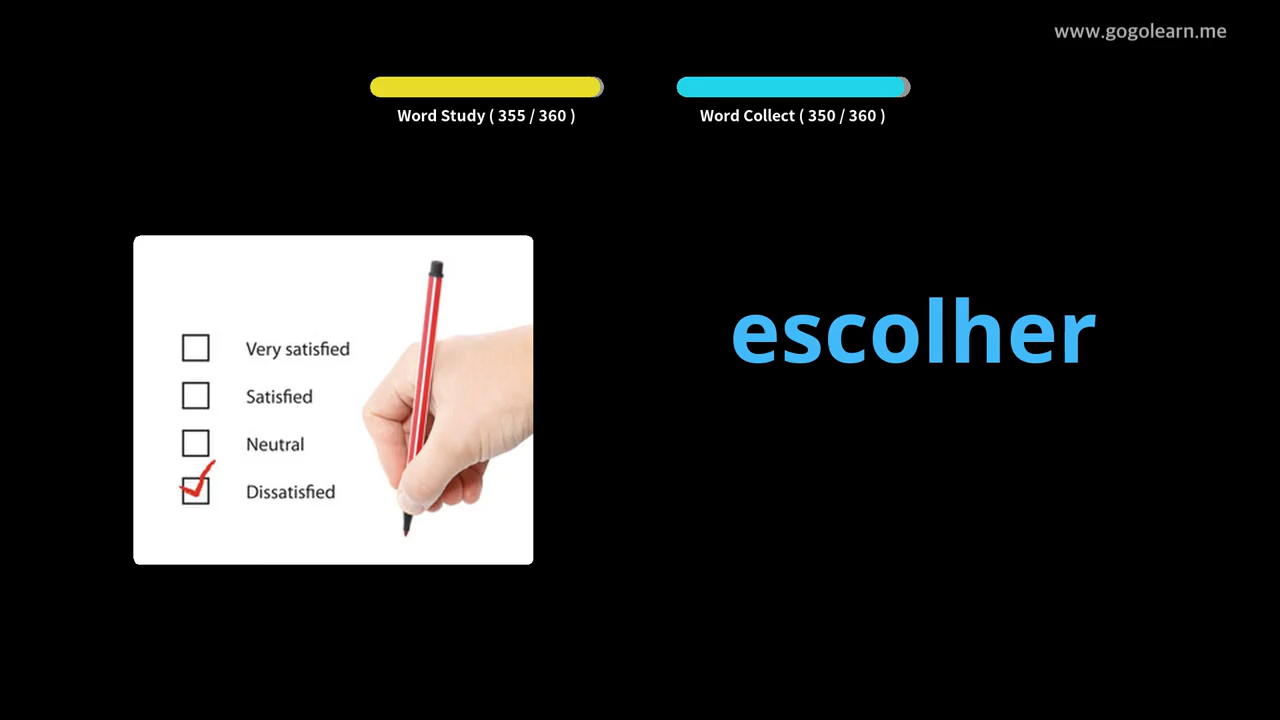 www.gogolearn.me
Word Study ( 355 / 360 )
Word Collect ( 350 / 360 )
Very satisfied
Satisfied
Neutral
Dissatisfied
escolher